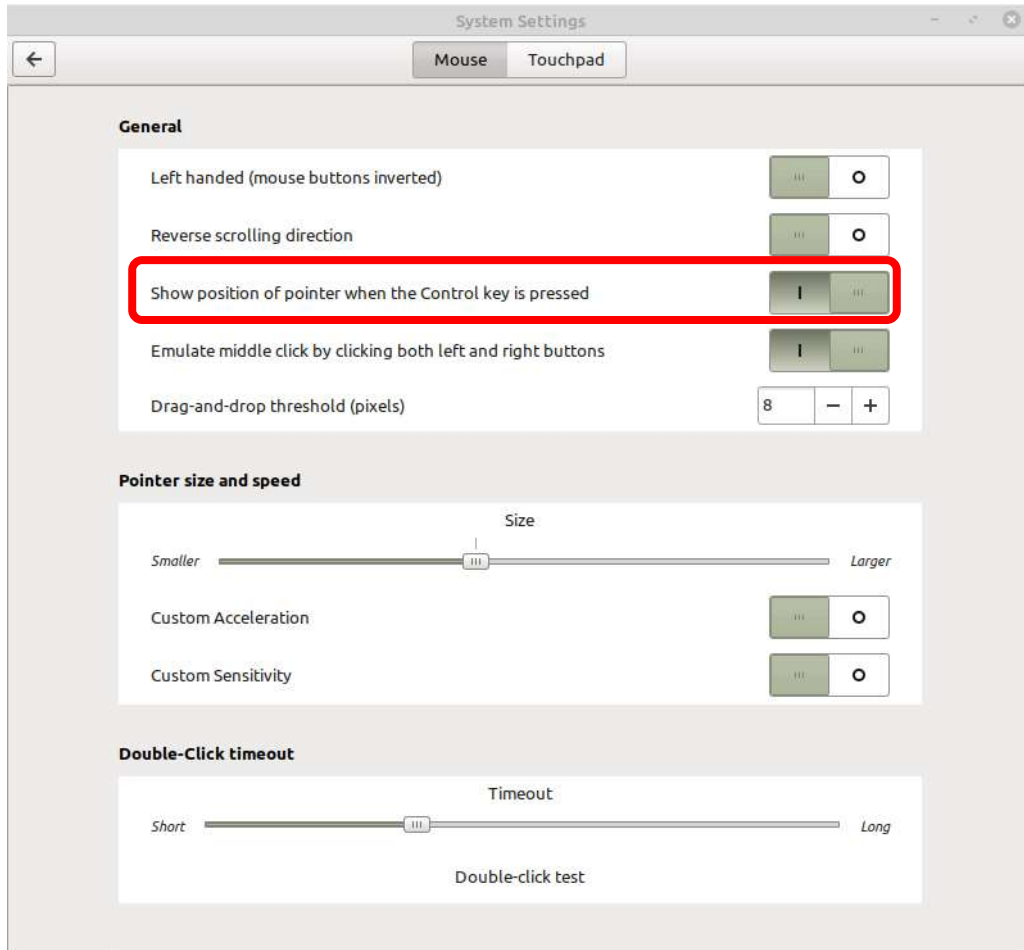 System Settings
Mouse Touchpad
General
Left handed (mouse buttons inverted)
Reverse scrolling direction
Show position of pointer when the Control key is pressed
Emulate middle click by clicking both left and right buttons
Drag-and-drop threshold (pixels) 8 − +
Pointer size and speed
Size
Smaller Larger
Custom Acceleration
Custom Sensitivity
Double-Click timeout
Timeout
Short Long
Double-click test